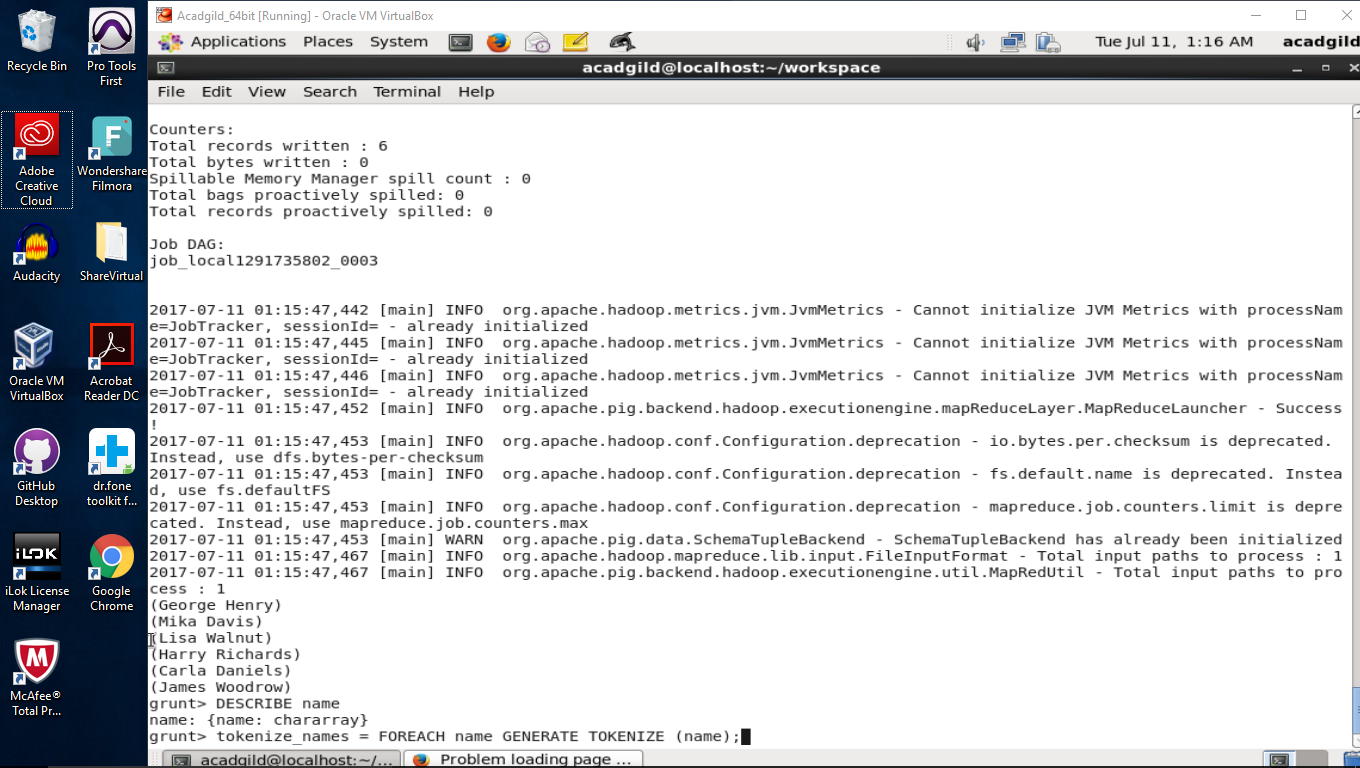 Acadgild_64bit [Running] - Oracle VM VirtualBox
Applications Places System Tue Jul 11, 1:16 AM acadgild
acadgild@localhost:~/workspace
File Edit View Search Terminal Help
Counters:
Total records written : 6
Total bytes written : 0
Spillable Memory Manager spill count : 0
Total bags proactively spilled: 0
Total records proactively spilled: 0
Job DAG:
job_local1291735802_0003
2017-07-11 01:15:47,442 [main] INFO  org.apache.hadoop.metrics.jvm.JvmMetrics - Cannot initialize JVM Metrics with processNam
e=JobTracker, sessionId= - already initialized
2017-07-11 01:15:47,445 [main] INFO  org.apache.hadoop.metrics.jvm.JvmMetrics - Cannot initialize JVM Metrics with processNam
e=JobTracker, sessionId= - already initialized
2017-07-11 01:15:47,446 [main] INFO  org.apache.hadoop.metrics.jvm.JvmMetrics - Cannot initialize JVM Metrics with processNam
e=JobTracker, sessionId= - already initialized
2017-07-11 01:15:47,452 [main] INFO  org.apache.pig.backend.hadoop.executionengine.mapReduceLayer.MapReduceLauncher - Success
!
2017-07-11 01:15:47,453 [main] INFO  org.apache.hadoop.conf.Configuration.deprecation - io.bytes.per.checksum is deprecated.
Instead, use dfs.bytes-per-checksum
2017-07-11 01:15:47,453 [main] INFO  org.apache.hadoop.conf.Configuration.deprecation - fs.default.name is deprecated. Instea
d, use fs.defaultFS
2017-07-11 01:15:47,453 [main] INFO  org.apache.hadoop.conf.Configuration.deprecation - mapreduce.job.counters.limit is depre
cated. Instead, use mapreduce.job.counters.max
2017-07-11 01:15:47,453 [main] WARN  org.apache.pig.data.SchemaTupleBackend - SchemaTupleBackend has already been initialized
2017-07-11 01:15:47,467 [main] INFO  org.apache.hadoop.mapreduce.lib.input.FileInputFormat - Total input paths to process : 1
2017-07-11 01:15:47,467 [main] INFO  org.apache.pig.backend.hadoop.executionengine.util.MapRedUtil - Total input paths to pro
cess : 1
(George Henry)
(Mika Davis)
(Lisa Walnut)
(Harry Richards)
(Carla Daniels)
(James Woodrow)
grunt> DESCRIBE name
name: {name: chararray}
grunt> tokenize_names = FOREACH name GENERATE TOKENIZE (name);
acadgild@localhost:~/... Problem loading page ...
Recycle Bin
Pro Tools
First
Adobe
Creative
Cloud
Wondershare
Filmora
Audacity
ShareVirtual
Oracle VM
VirtualBox
Acrobat
Reader DC
GitHub
Desktop
dr.fone
toolkit f...
iLOK
iLok License
Manager
Google
Chrome
McAfee®
Total Pr...